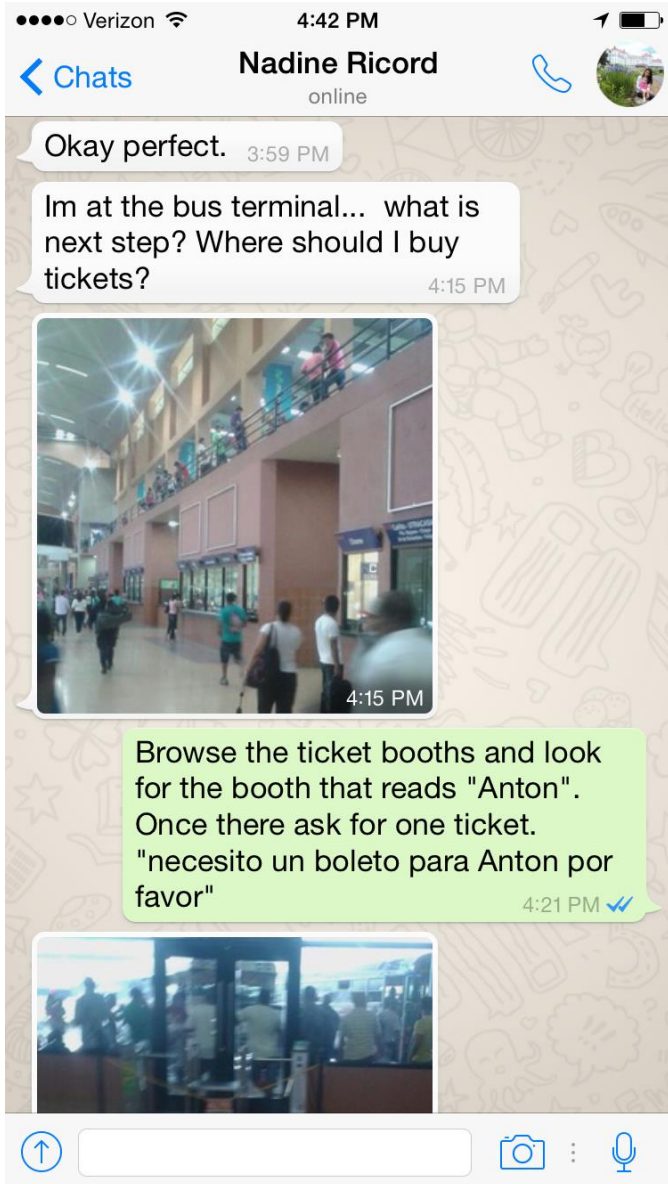 Verizon 4:42 PM
Chats
Nadine Ricord
online
Okay perfect. 3:59 PM
Im at the bus terminal... what is
next step? Where should I buy
tickets?
4:15 PM
4:15 PM
Browse the ticket booths and look
for the booth that reads "Anton".
Once there ask for one ticket.
"necesito un boleto para Anton por
favor"
4:21 PM